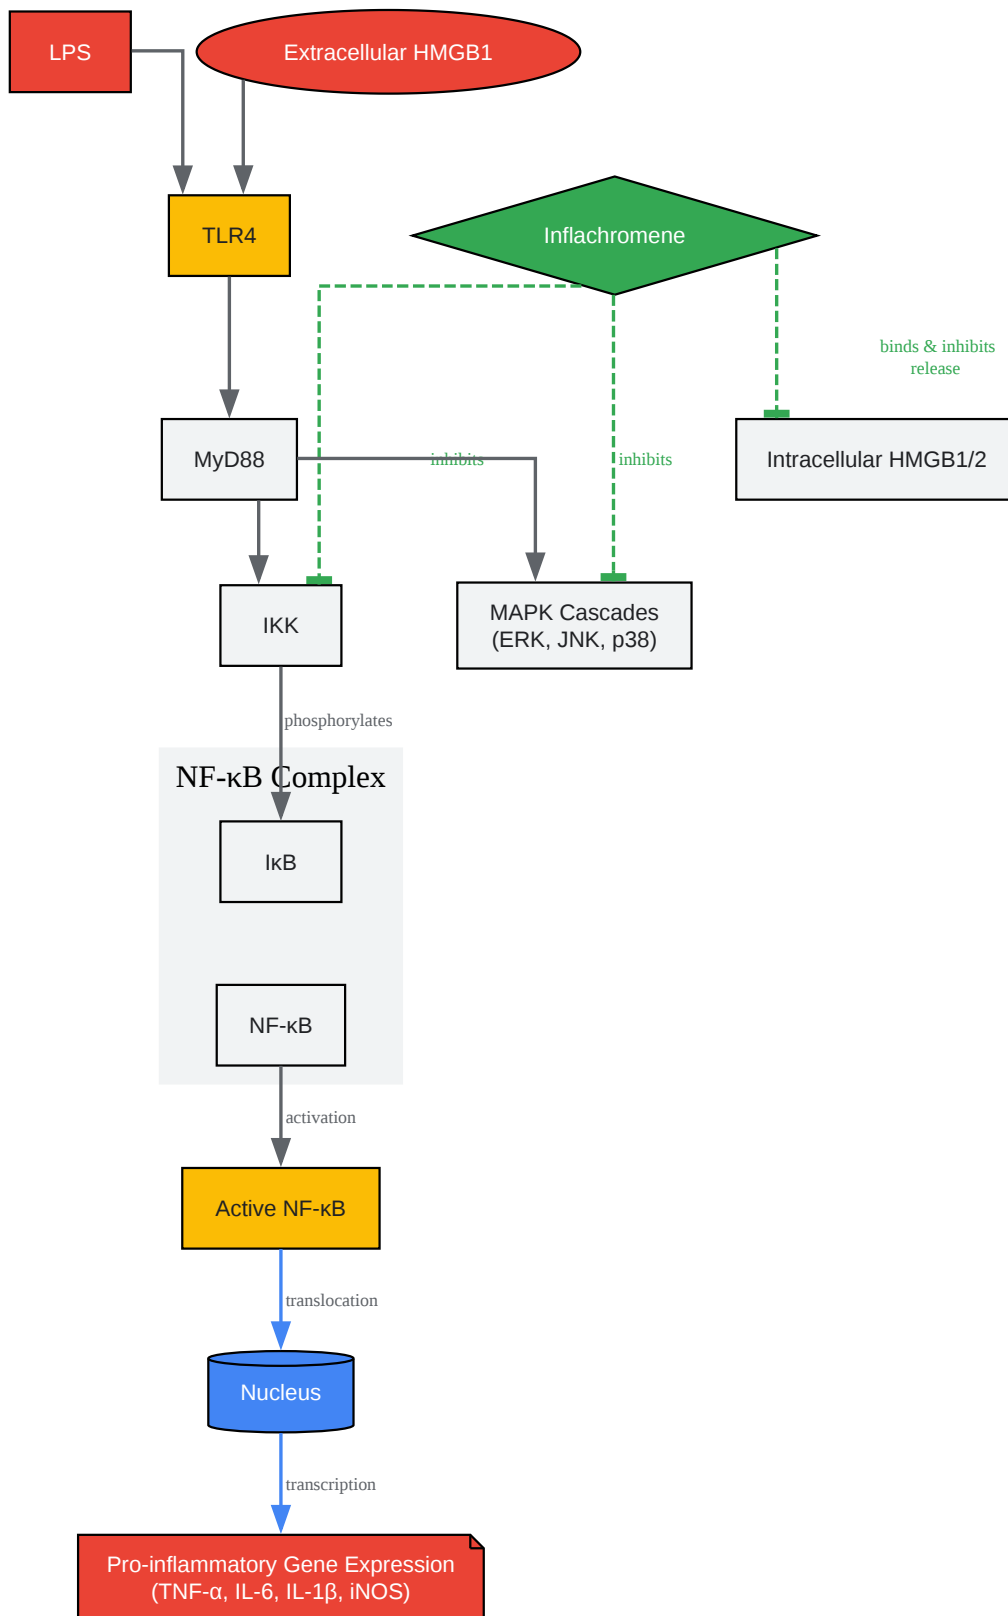 LPS
Extracellular HMGB1
TLR4
Inflachromene
binds & inhibits
release
MyD88
inhibits
inhibits
Intracellular HMGB1/2
IKK
MAPK Cascades
(ERK, JNK, p38)
phosphorylates
NF-κB Complex
IκB
NF-κB
activation
Active NF-κB
translocation
Nucleus
transcription
Pro-inflammatory Gene Expression
(TNF-α, IL-6, IL-1β, iNOS)